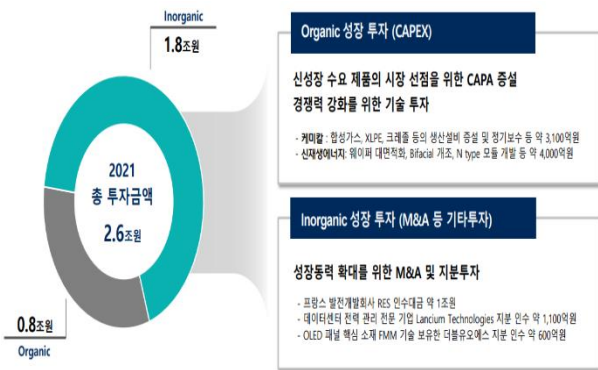 Inorganic
1.8조원
2021
총 투자금액
2.6조원
0.8조원
Organic
Organic 성장 투자 (CAPEX)
신성장 수요 제품의 시장 선점을 위한 CAPA 증설
경쟁력 강화를 위한 기술 투자
- 케미칼 : 합성가스, XLPE, 크레졸 등의 생산설비 증설 및 정기보수 등 약 3,100억원
- 신재생에너지: 웨이퍼 대면적화, Bifacial 개조, N type 모듈 개발 등 약 4,000억원
Inorganic 성장 투자 (M&A 등 기타투자)
성장동력 확대를 위한 M&A 및 지분투자
- 프랑스 발전개발회사 RES 인수대금 약 1조원
- 데이터센터 전력 관리 전문 기업 Lancium Technologies 지분 인수 약 1,100억원
- OLED 패널 핵심 소재 FMM 기술 보유한 더블유오에스 지분 인수 약 600억원